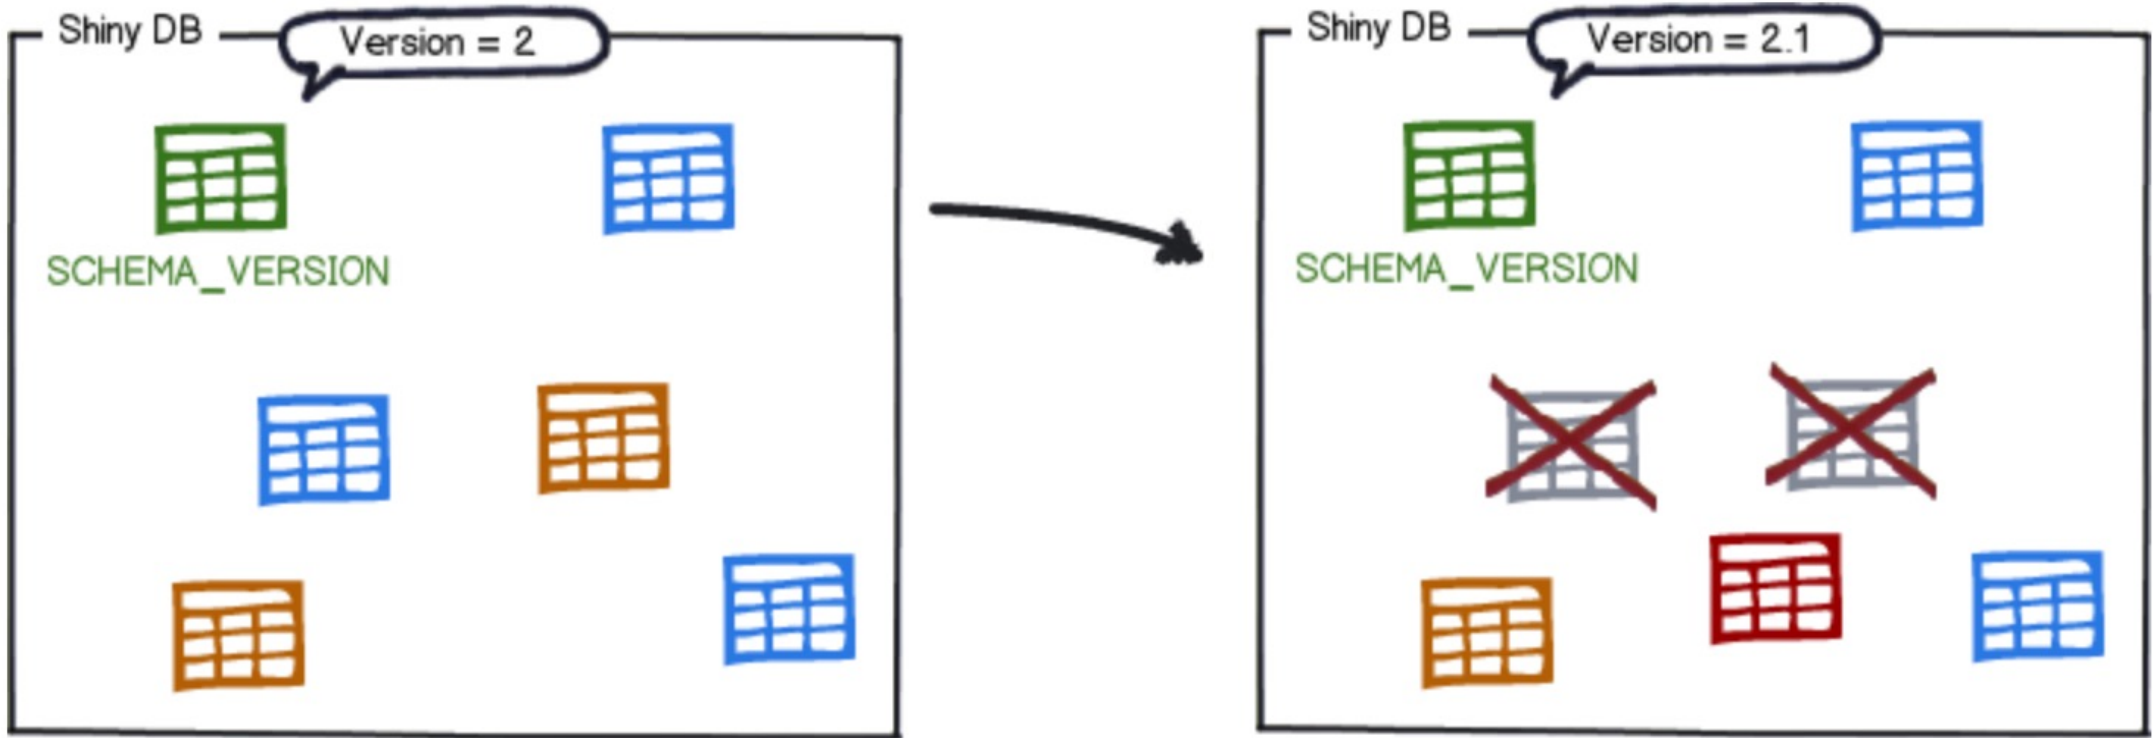 Shiny DB
Version = 2
SCHEMA_VERSION
Shiny DB
Version = 2.1
SCHEMA_VERSION